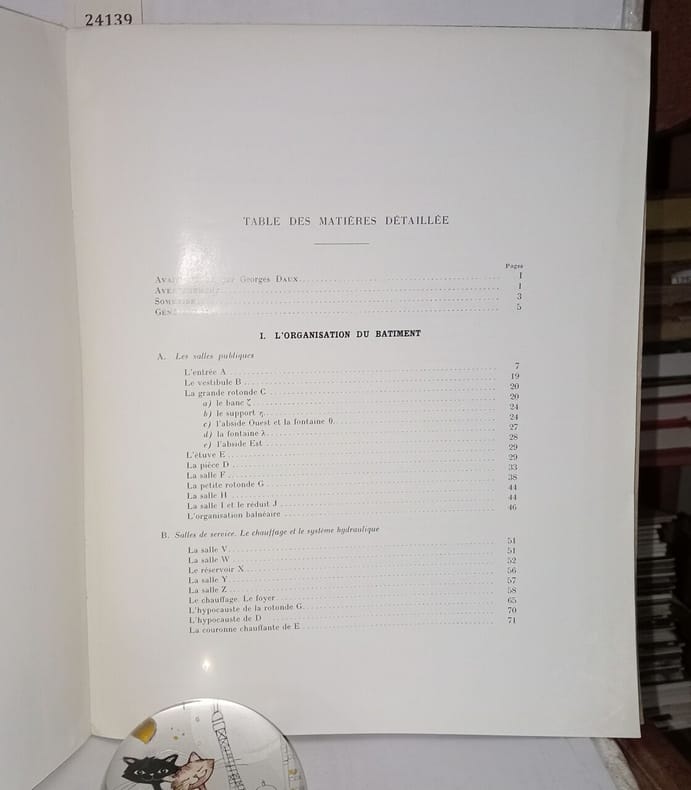 24139
TABLE DES MATIÈRES DÉTAILLÉE
Pages
Georges DAUX I
1
SOMMAIRE 3
5
I. L'ORGANISATION DU BATIMENT
A. Les salles publiques
L'entrée A 7
Le vestibule B 19
La grande rotonde C 20
a) le banc ζ 20
b) le support η 24
c) l'abside Ouest et la fontaine θ 24
d) la fontaine λ 27
e) l'abside Est 28
L'étuve E 29
La pièce D 29
La salle F 33
La petite rotonde G 38
La salle H 44
La salle I et le réduit J 44
L'organisation balnéaire 46
B. Salles de service. Le chauffage et le système hydraulique
La salle V 51
La salle W 51
Le réservoir X 52
La salle Y 56
La salle Z 57
Le chauffage. Le foyer 58
L'hypocauste de la rotonde G 65
L'hypocauste de D 70
La couronne chauffante de E 71